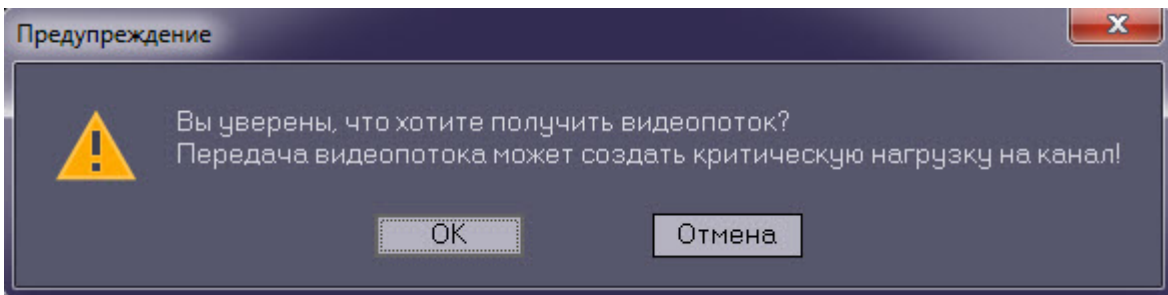 Предупреждение
Вы уверены, что хотите получить видеопоток?
Передача видеопотока может создать критическую нагрузку на канал!
OK
Отмена